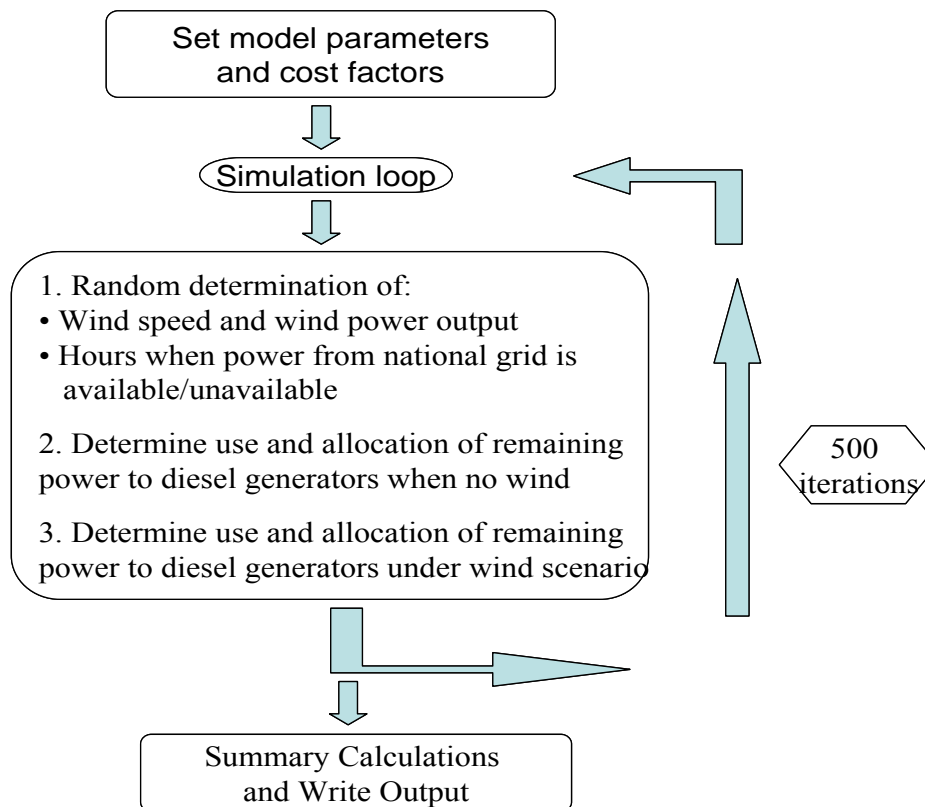 Set model parameters
and cost factors
Simulation loop
1. Random determination of:
• Wind speed and wind power output
• Hours when power from national grid is
available/unavailable
2. Determine use and allocation of remaining
power to diesel generators when no wind
3. Determine use and allocation of remaining
power to diesel generators under wind scenario
500
iterations
Summary Calculations
and Write Output